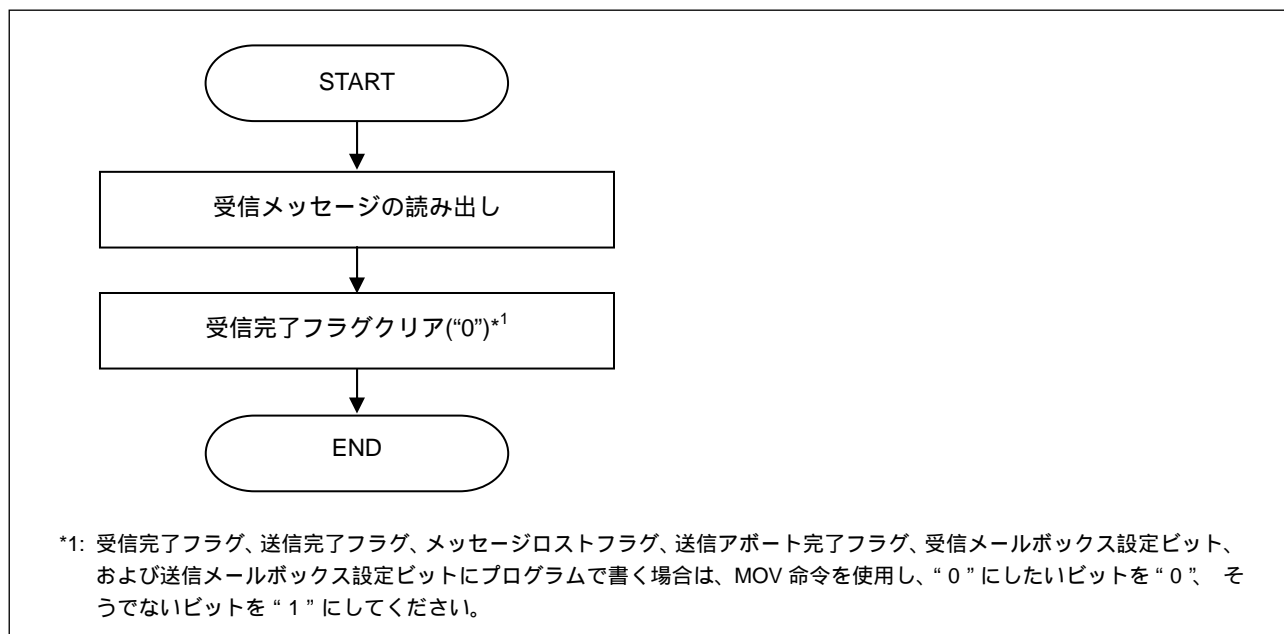 START
受信メッセージの読み出し
受信完了フラグクリア(“0”)*1
END
*1: 受信完了フラグ、送信完了フラグ、メッセージロストフラグ、送信アボート完了フラグ、受信メールボックス設定ビット、
および送信メールボックス設定ビットにプログラムで書く場合は、MOV 命令を使用し、“ 0 ” にしたいビットを “ 0 ”、 そ
うでないビットを “ 1 ” にしてください。